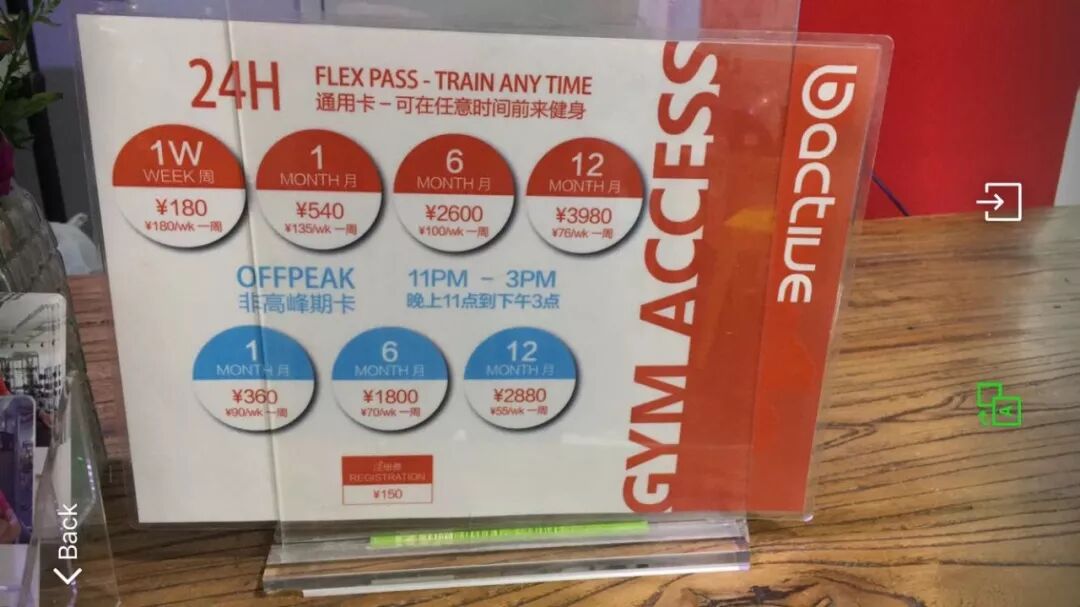 24H
FLEX PASS - TRAIN ANY TIME
通用卡－可在任意时间前来健身
1W
WEEK 周
¥180
¥180/wk 一周
1
MONTH 月
¥540
¥135/wk 一周
6
MONTH 月
¥2600
¥100/wk 一周
12
MONTH 月
¥3980
¥76/wk 一周
OFFPEAK
非高峰期卡
11PM - 3PM
晚上11点到下午3点
1
MONTH 月
¥360
¥90/wk 一周
6
MONTH 月
¥1800
¥70/wk 一周
12
MONTH 月
¥2880
¥55/wk 一周
注册费
REGISTRATION
¥150
GYM ACCESS
bactive
Back
A